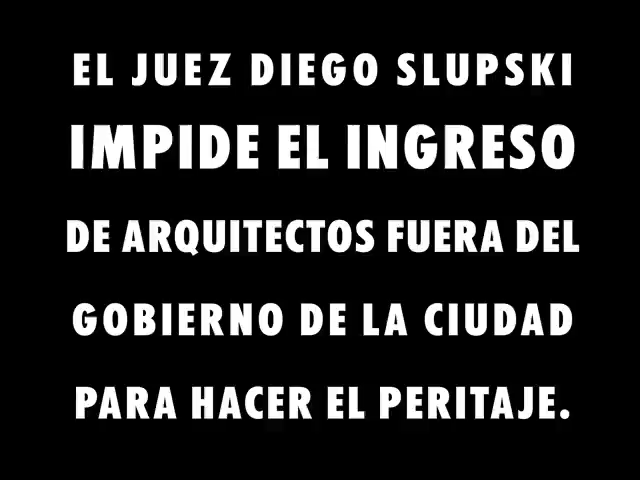 EL JUEZ DIEGO SLUPSKI
IMPIDE EL INGRESO
DE ARQUITECTOS FUERA DEL
GOBIERNO DE LA CIUDAD
PARA HACER EL PERITAJE.